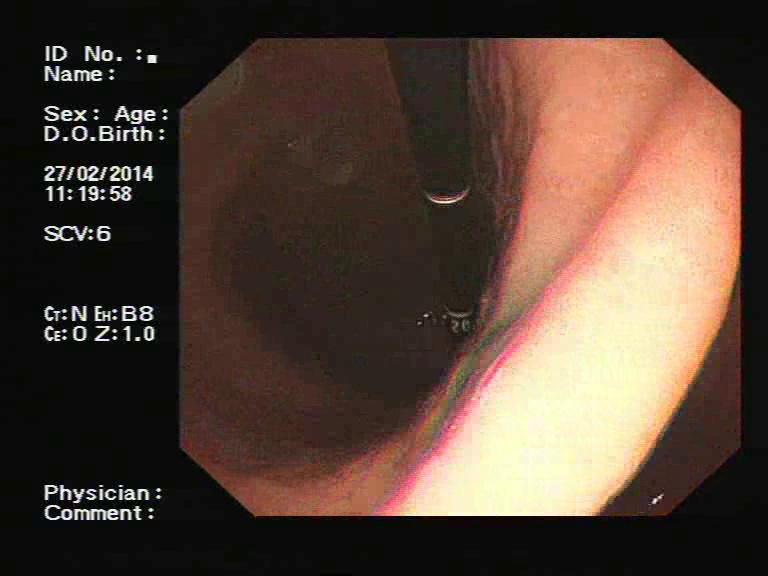 ID No. :
Name:
Sex: Age:
D.O.Birth:
27/02/2014
11:19:58
SCV:6
CT:N EH:B8
CE:0 Z:1.0
Physician:
Comment: